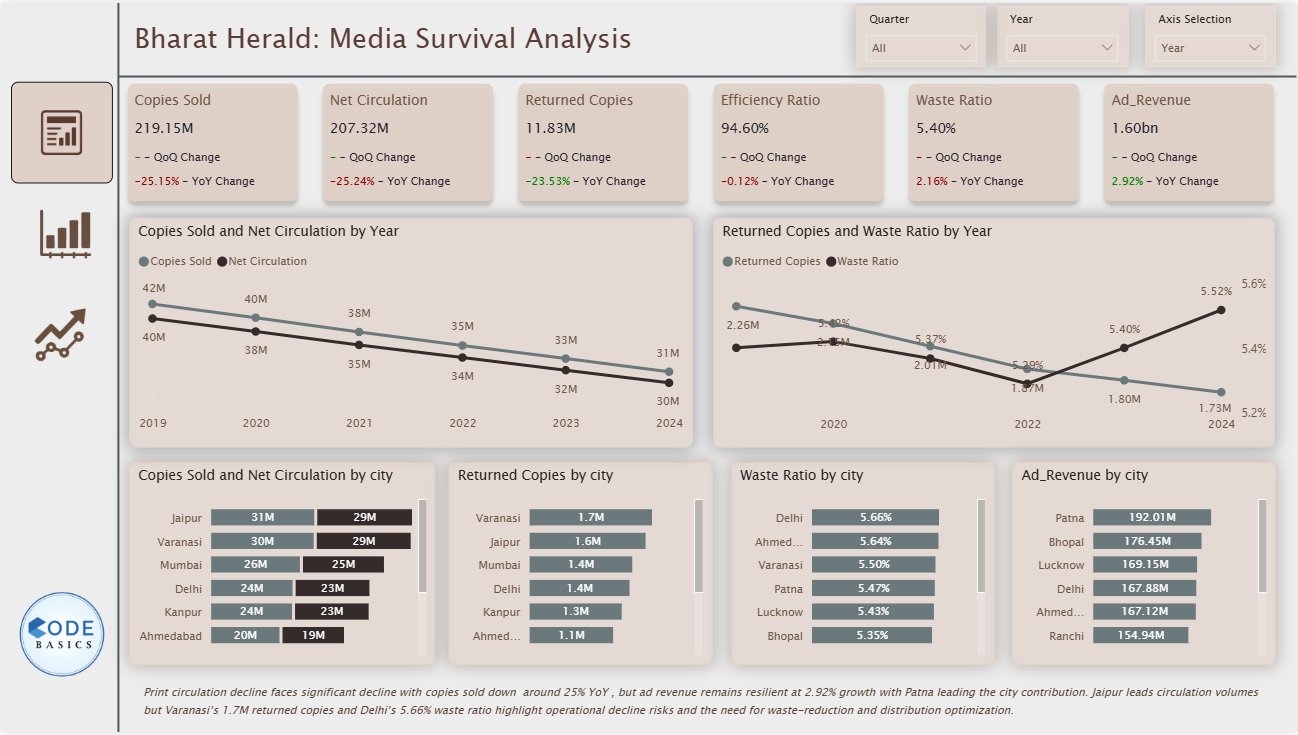 Bharat Herald: Media Survival Analysis
Quarter
All
Year
All
Axis Selection
Year
Copies Sold
219.15M
- - QoQ Change
-25.15% - YoY Change
Net Circulation
207.32M
- - QoQ Change
-25.24% - YoY Change
Returned Copies
11.83M
- - QoQ Change
-23.53% - YoY Change
Efficiency Ratio
94.60%
- - QoQ Change
-0.12% - YoY Change
Waste Ratio
5.40%
- - QoQ Change
2.16% - YoY Change
Ad_Revenue
1.60bn
- - QoQ Change
2.92% - YoY Change
Copies Sold and Net Circulation by Year
Copies Sold Net Circulation
42M
40M
38M
35M
33M
31M
40M
38M
35M
34M
32M
30M
2019 2020 2021 2022 2023 2024
Returned Copies and Waste Ratio by Year
Returned Copies Waste Ratio
5.6%
5.4%
5.2%
2.26M
5.37%
2.01M
5.29%
1.87M
5.40%
1.80M
5.52%
1.73M
2020 2022 2024
Copies Sold and Net Circulation by city
Jaipur 31M 29M
Varanasi 30M 29M
Mumbai 26M 25M
Delhi 24M 23M
Kanpur 24M 23M
Ahmedabad 20M 19M
Returned Copies by city
Varanasi 1.7M
Jaipur 1.6M
Mumbai 1.4M
Delhi 1.4M
Kanpur 1.3M
Ahmed... 1.1M
Waste Ratio by city
Delhi 5.66%
Ahmed... 5.64%
Varanasi 5.50%
Patna 5.47%
Lucknow 5.43%
Bhopal 5.35%
Ad_Revenue by city
Patna 192.01M
Bhopal 176.45M
Lucknow 169.15M
Delhi 167.88M
Ahmed... 167.12M
Ranchi 154.94M
CODE
BASICS
Print circulation decline faces significant decline with copies sold down around 25% YoY , but ad revenue remains resilient at 2.92% growth with Patna leading the city contribution. Jaipur leads circulation volumes
but Varanasi's 1.7M returned copies and Delhi's 5.66% waste ratio highlight operational decline risks and the need for waste-reduction and distribution optimization.